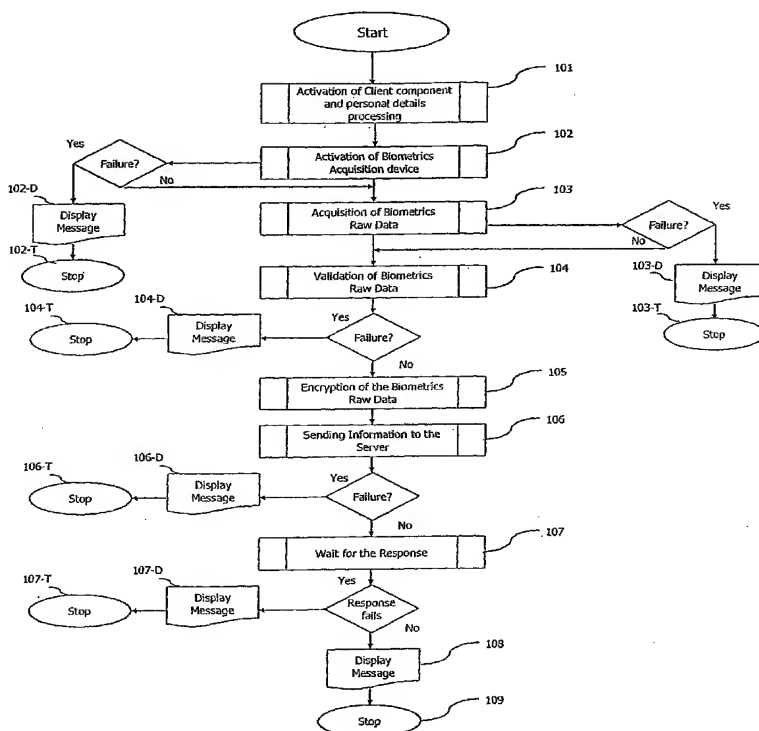 Start
101
Activation of Client component
and personal details
processing
102
Yes
Failure?
No
Activation of Biometrics
Acquisition device
103
102-D
Display
Message
102-T
Stop
Acquisition of Biometrics
Raw Data
Yes
Failure?
No
103-D
Display
Message
103-T
Stop
104
Validation of Biometrics
Raw Data
104-T
Stop
104-D
Display
Message
Yes
Failure?
No
105
Encryption of the Biometrics
Raw Data
106
Sending Information to the
Server
106-T
Stop
106-D
Display
Message
Yes
Failure?
No
107
Wait for the Response
107-T
Stop
107-D
Display
Message
Yes
Response
fails
No
108
Display
Message
109
Stop